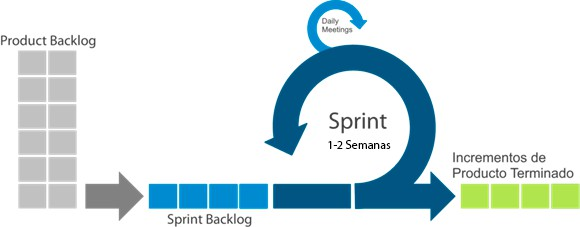 Daily
Meetings
Product Backlog
Sprint
1-2 Semanas
Incrementos de
Producto Terminado
Sprint Backlog